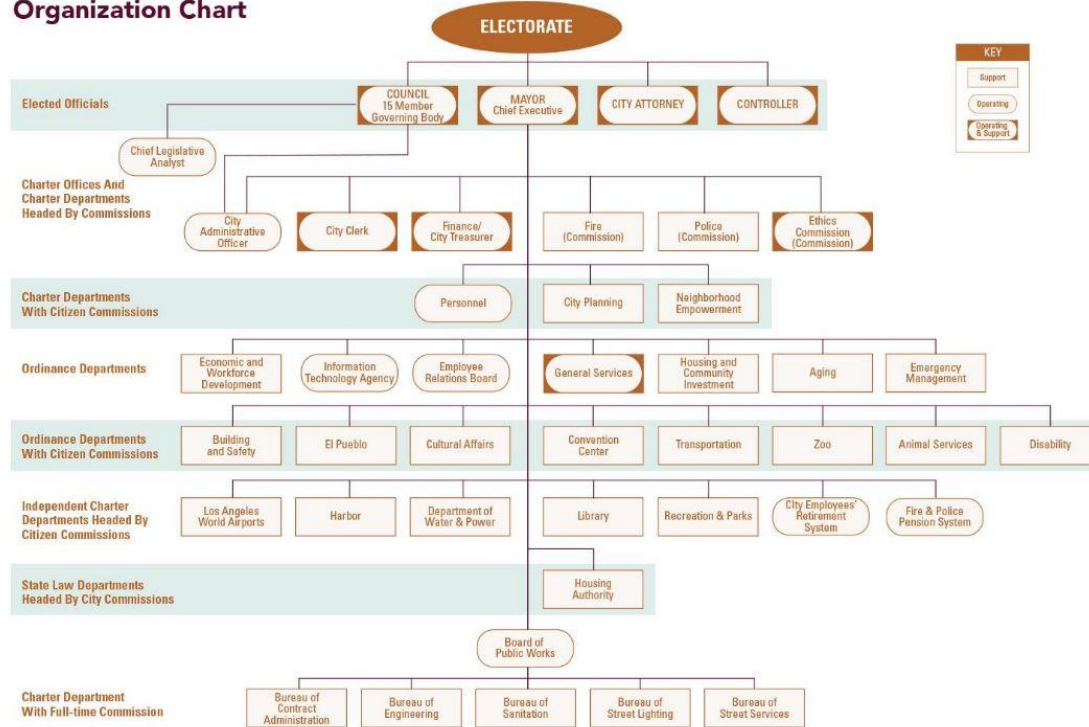 Organization Chart
ELECTORATE
KEY
Support
Operating
Operating
& Support
Elected Officials
COUNCIL
15 Member
Governing Body
MAYOR
Chief Executive
CITY ATTORNEY
CONTROLLER
Chief Legislative
Analyst
Charter Offices And
Charter Departments
Headed By Commissions
City
Administrative
Officer
City Clerk
Finance/
City Treasurer
Fire
(Commission)
Police
(Commission)
Ethics
Commission
(Commission)
Charter Departments
With Citizen Commissions
Personnel
City Planning
Neighborhood
Empowerment
Ordinance Departments
Economic and
Workforce
Development
Information
Technology Agency
Employee
Relations Board
General Services
Housing and
Community
Investment
Aging
Emergency
Management
Ordinance Departments
With Citizen Commissions
Building
and Safety
El Pueblo
Cultural Affairs
Convention
Center
Transportation
Zoo
Animal Services
Disability
Independent Charter
Departments Headed By
Citizen Commissions
Los Angeles
World Airports
Harbor
Department of
Water & Power
Library
Recreation & Parks
City Employees'
Retirement
System
Fire & Police
Pension System
State Law Departments
Headed By City Commissions
Housing
Authority
Board of
Public Works
Charter Department
With Full-time Commission
Bureau of
Contract
Administration
Bureau of
Engineering
Bureau of
Sanitation
Bureau of
Street Lighting
Bureau of
Street Services